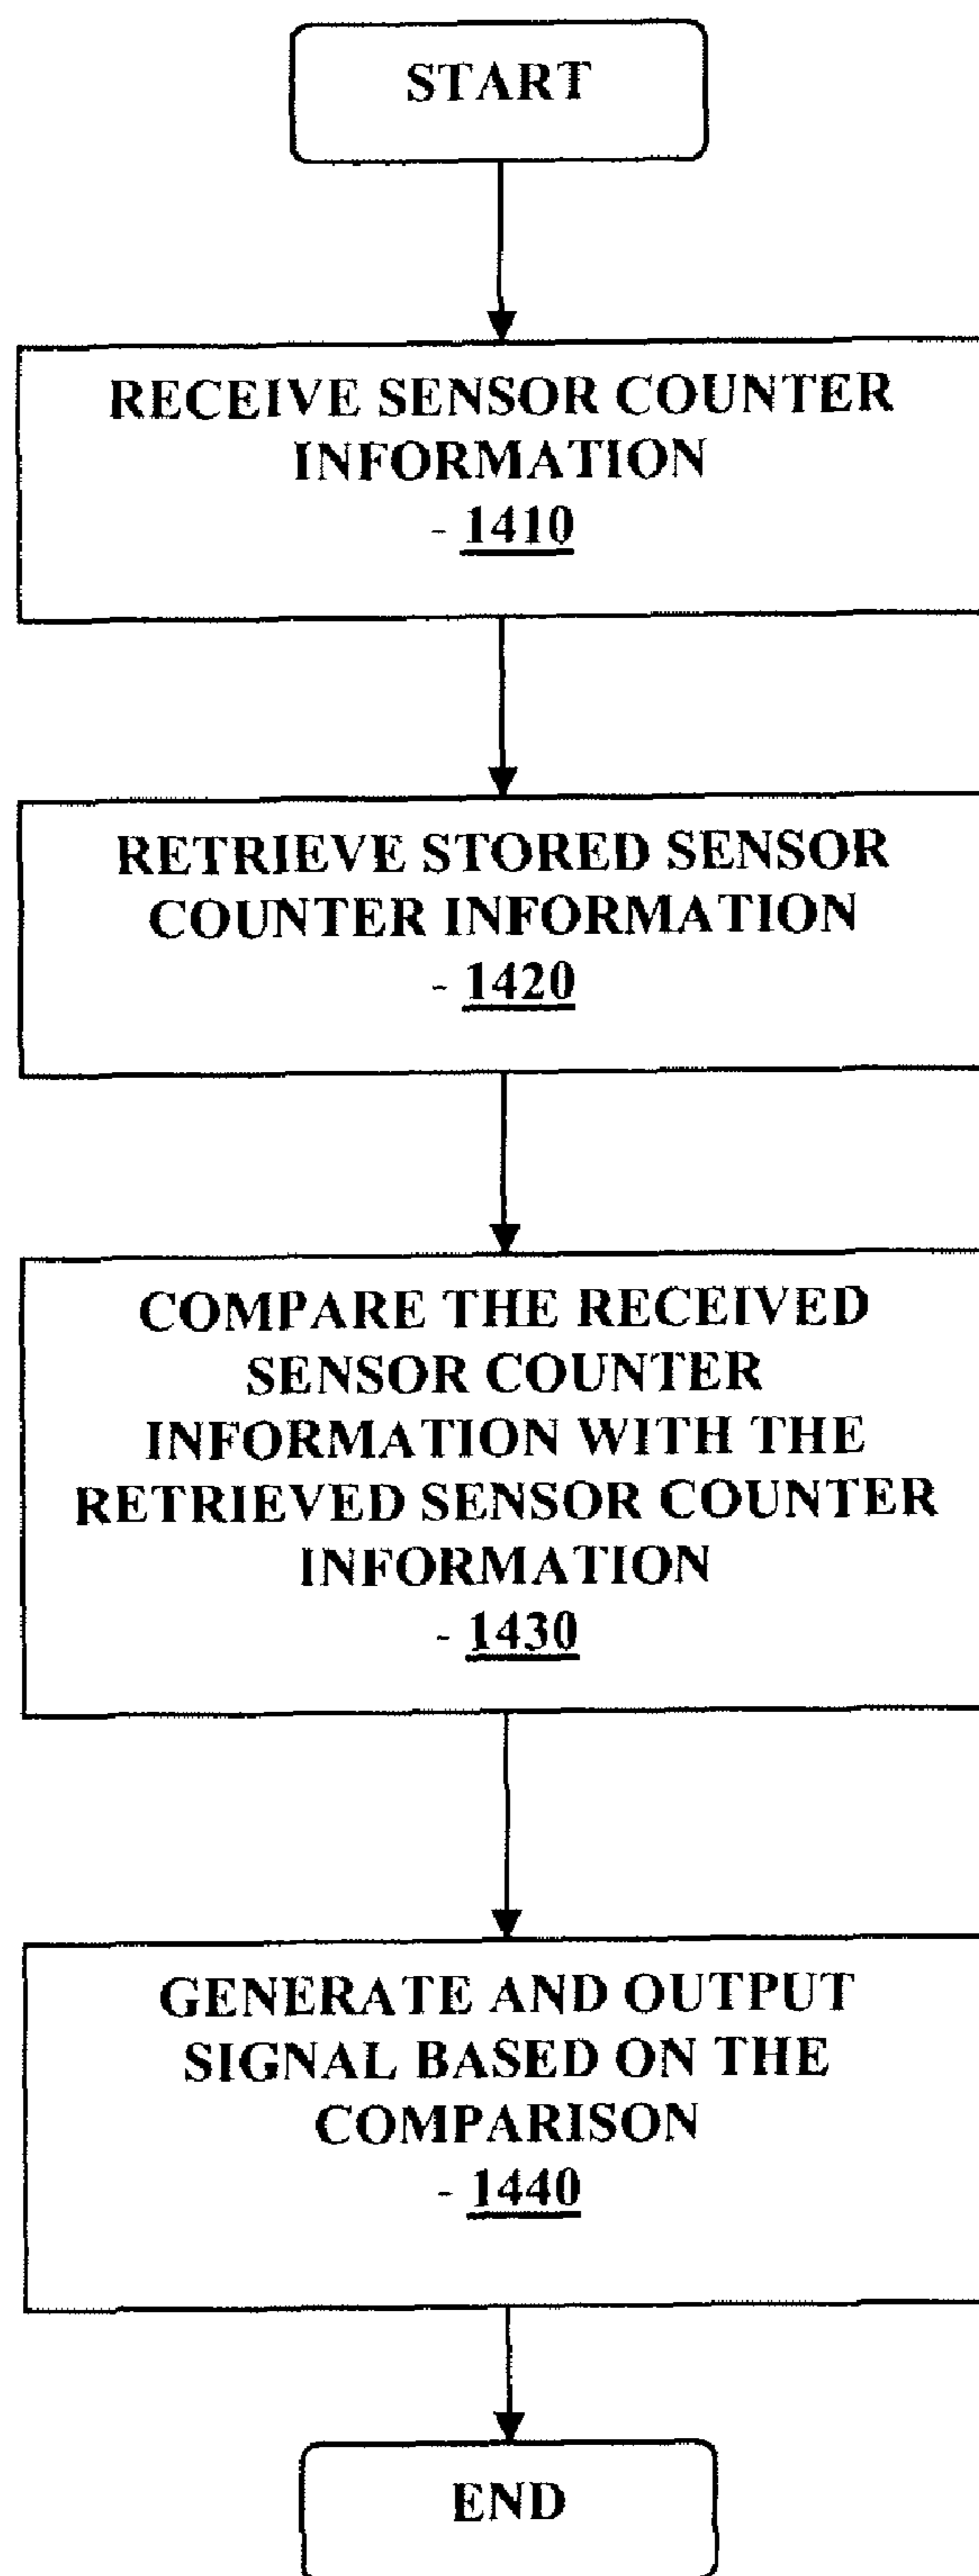 START
RECEIVE SENSOR COUNTER
INFORMATION
- 1410
RETRIEVE STORED SENSOR
COUNTER INFORMATION
- 1420
COMPARE THE RECEIVED
SENSOR COUNTER
INFORMATION WITH THE
RETRIEVED SENSOR COUNTER
INFORMATION
- 1430
GENERATE AND OUTPUT
SIGNAL BASED ON THE
COMPARISON
- 1440
END